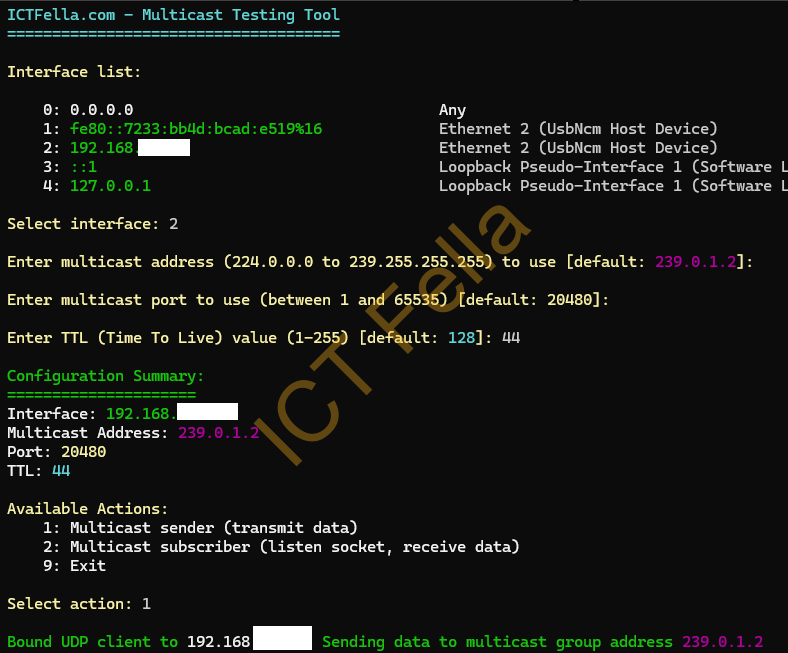 ICTFella.com - Multicast Testing Tool
=====================================
Interface list:
0: 0.0.0.0 Any
1: fe80::7233:bb4d:bcad:e519%16 Ethernet 2 (UsbNcm Host Device)
2: 192.168. Ethernet 2 (UsbNcm Host Device)
3: ::1 Loopback Pseudo-Interface 1 (Software L
4: 127.0.0.1 Loopback Pseudo-Interface 1 (Software L
Select interface: 2
Enter multicast address (224.0.0.0 to 239.255.255.255) to use [default: 239.0.1.2]:
Enter multicast port to use (between 1 and 65535) [default: 20480]:
Enter TTL (Time To Live) value (1-255) [default: 128]: 44
Configuration Summary:
=====================
Interface: 192.168.
Multicast Address: 239.0.1.2
Port: 20480
TTL: 44
Available Actions:
1: Multicast sender (transmit data)
2: Multicast subscriber (listen socket, receive data)
9: Exit
Select action: 1
Bound UDP client to 192.168 Sending data to multicast group address 239.0.1.2
ICT Fella